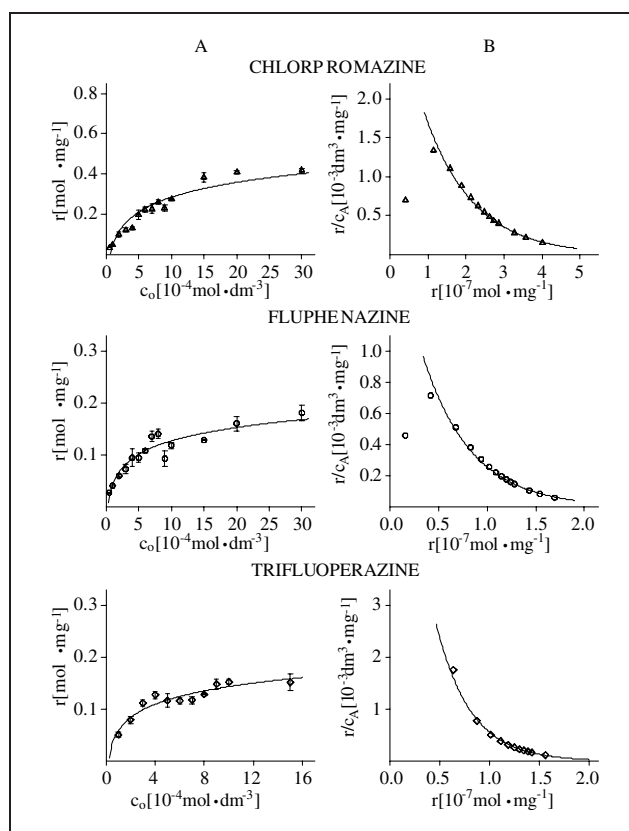 A B
CHLORP ROMAZINE
r[mol •mg⁻¹]
0.8
0.6
0.4
0.2
0 5 10 15 20 25 30
cₒ[10⁻⁴mol•dm⁻³]
r/c_A[10⁻³dm³•mg⁻¹]
2.0
1.5
1.0
0.5
0 1 2 3 4 5
r[10⁻⁷mol •mg⁻¹]
FLUPHE NAZINE
r[mol •mg⁻¹]
0.3
0.2
0.1
0 5 10 15 20 25 30
cₒ[10⁻⁴mol•dm⁻³]
r/c_A[10⁻³dm³•mg⁻¹]
1.0
0.8
0.6
0.4
0.2
0.0 0.5 1.0 1.5 2.0
r[10⁻⁷mol •mg⁻¹]
TRIFLUOPERAZINE
r[mol •mg⁻¹]
0.3
0.2
0.1
0 4 8 12 16
cₒ[10⁻⁴mol•dm⁻³]
r/c_A[10⁻³dm³•mg⁻¹]
3
2
1
0.0 0.5 1.0 1.5 2.0
r[10⁻⁷mol •mg⁻¹]